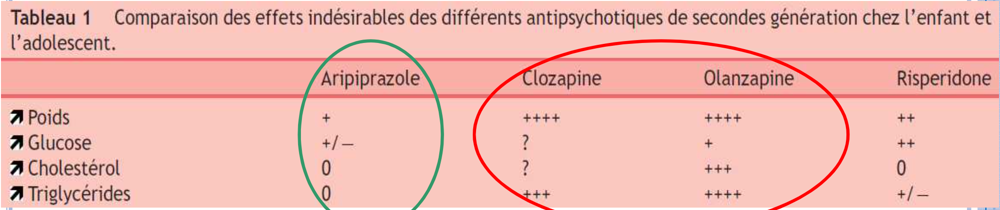 Tableau 1 Comparaison des effets indésirables des différents antipsychotiques de secondes génération chez l'enfant et
l'adolescent.
Aripiprazole Clozapine Olanzapine Risperidone
↗ Poids + ++++ ++++ ++
↗ Glucose +/− ? + ++
↗ Cholestérol 0 ? +++ 0
↗ Triglycérides 0 +++ ++++ +/−